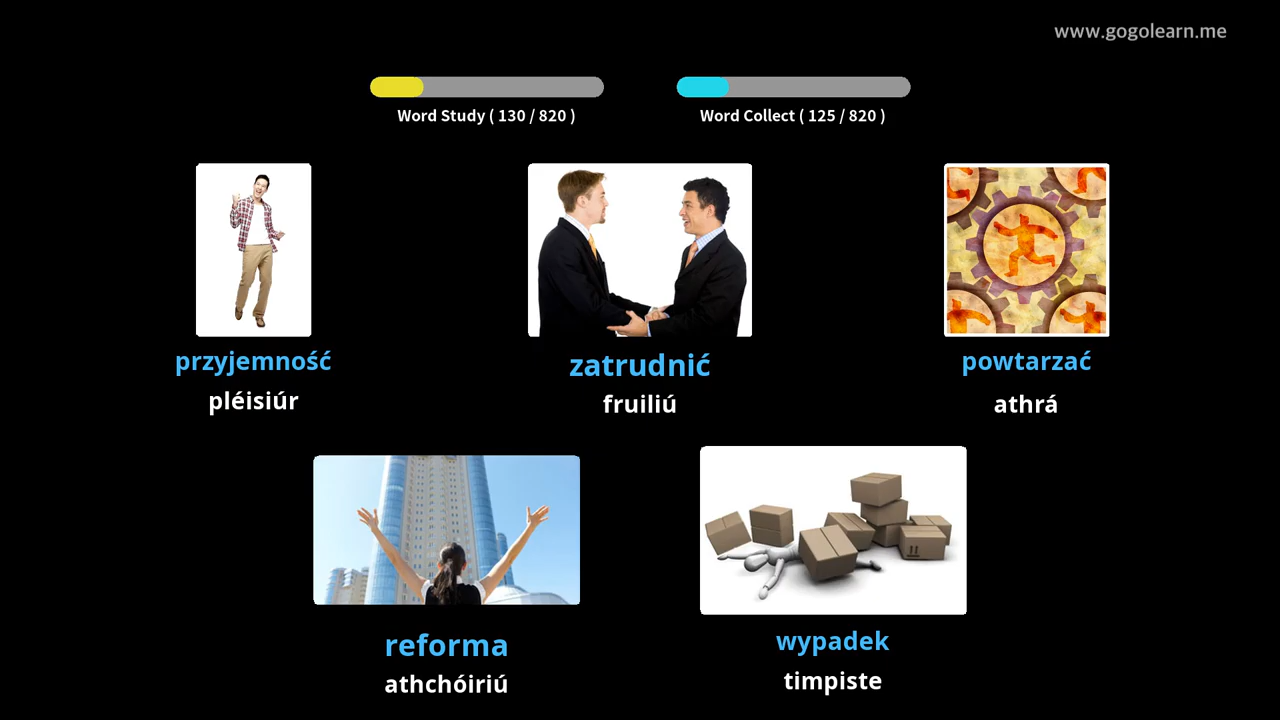 www.gogolearn.me
Word Study ( 130 / 820 )
Word Collect ( 125 / 820 )
przyjemność
pléisiúr
zatrudnić
fruiliú
powtarzać
athrá
reforma
athchóiriú
wypadek
timpiste